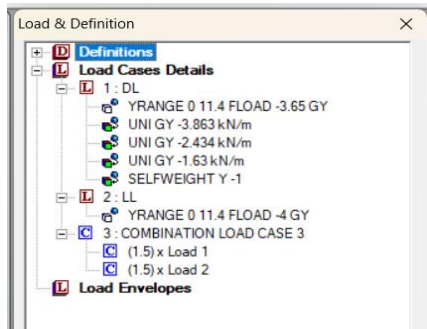 Load & Definition
D Definitions
L Load Cases Details
L 1 : DL
YRANGE 0 11.4 FLOAD -3.65 GY
UNI GY -3.863 kN/m
UNI GY -2.434 kN/m
UNI GY -1.63 kN/m
SELFWEIGHT Y -1
L 2 : LL
YRANGE 0 11.4 FLOAD -4 GY
C 3 : COMBINATION LOAD CASE 3
C (1.5) x Load 1
C (1.5) x Load 2
L Load Envelopes